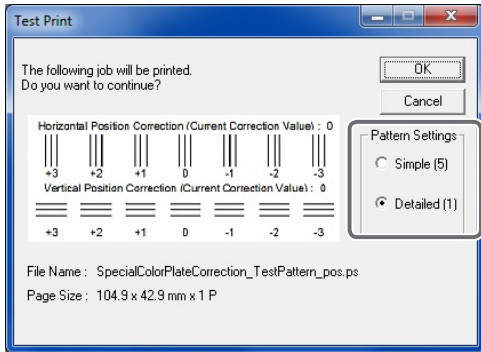 Test Print
The following job will be printed.
Do you want to continue?
OK
Cancel
Horizontal Position Correction (Current Correction Value) : 0
+3 +2 +1 0 -1 -2 -3
Vertical Position Correction (Current Correction Value) : 0
+3 +2 +1 0 -1 -2 -3
Pattern Settings
Simple (5)
Detailed (1)
File Name : SpecialColorPlateCorrection_TestPattern_pos.ps
Page Size : 104.9 x 42.9 mm x 1 P